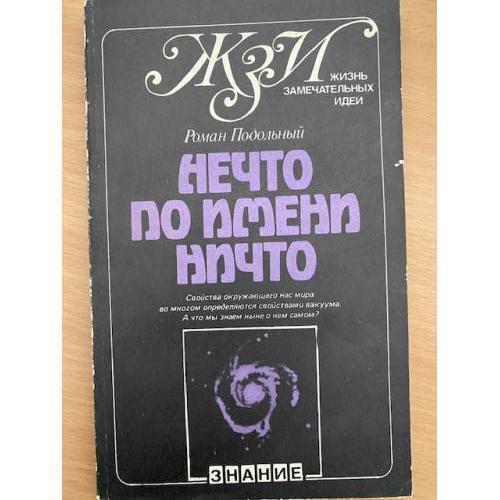 ЖЗИ
ЖИЗНЬ
ЗАМЕЧАТЕЛЬНЫХ
ИДЕЙ
Роман Подольный
НЕЧТО
ПО ИМЕНИ
НИЧТО
Свойства окружающего нас мира
во многом определяются свойствами вакуума.
А что мы знаем ныне о нем самом?
ЗНАНИЕ